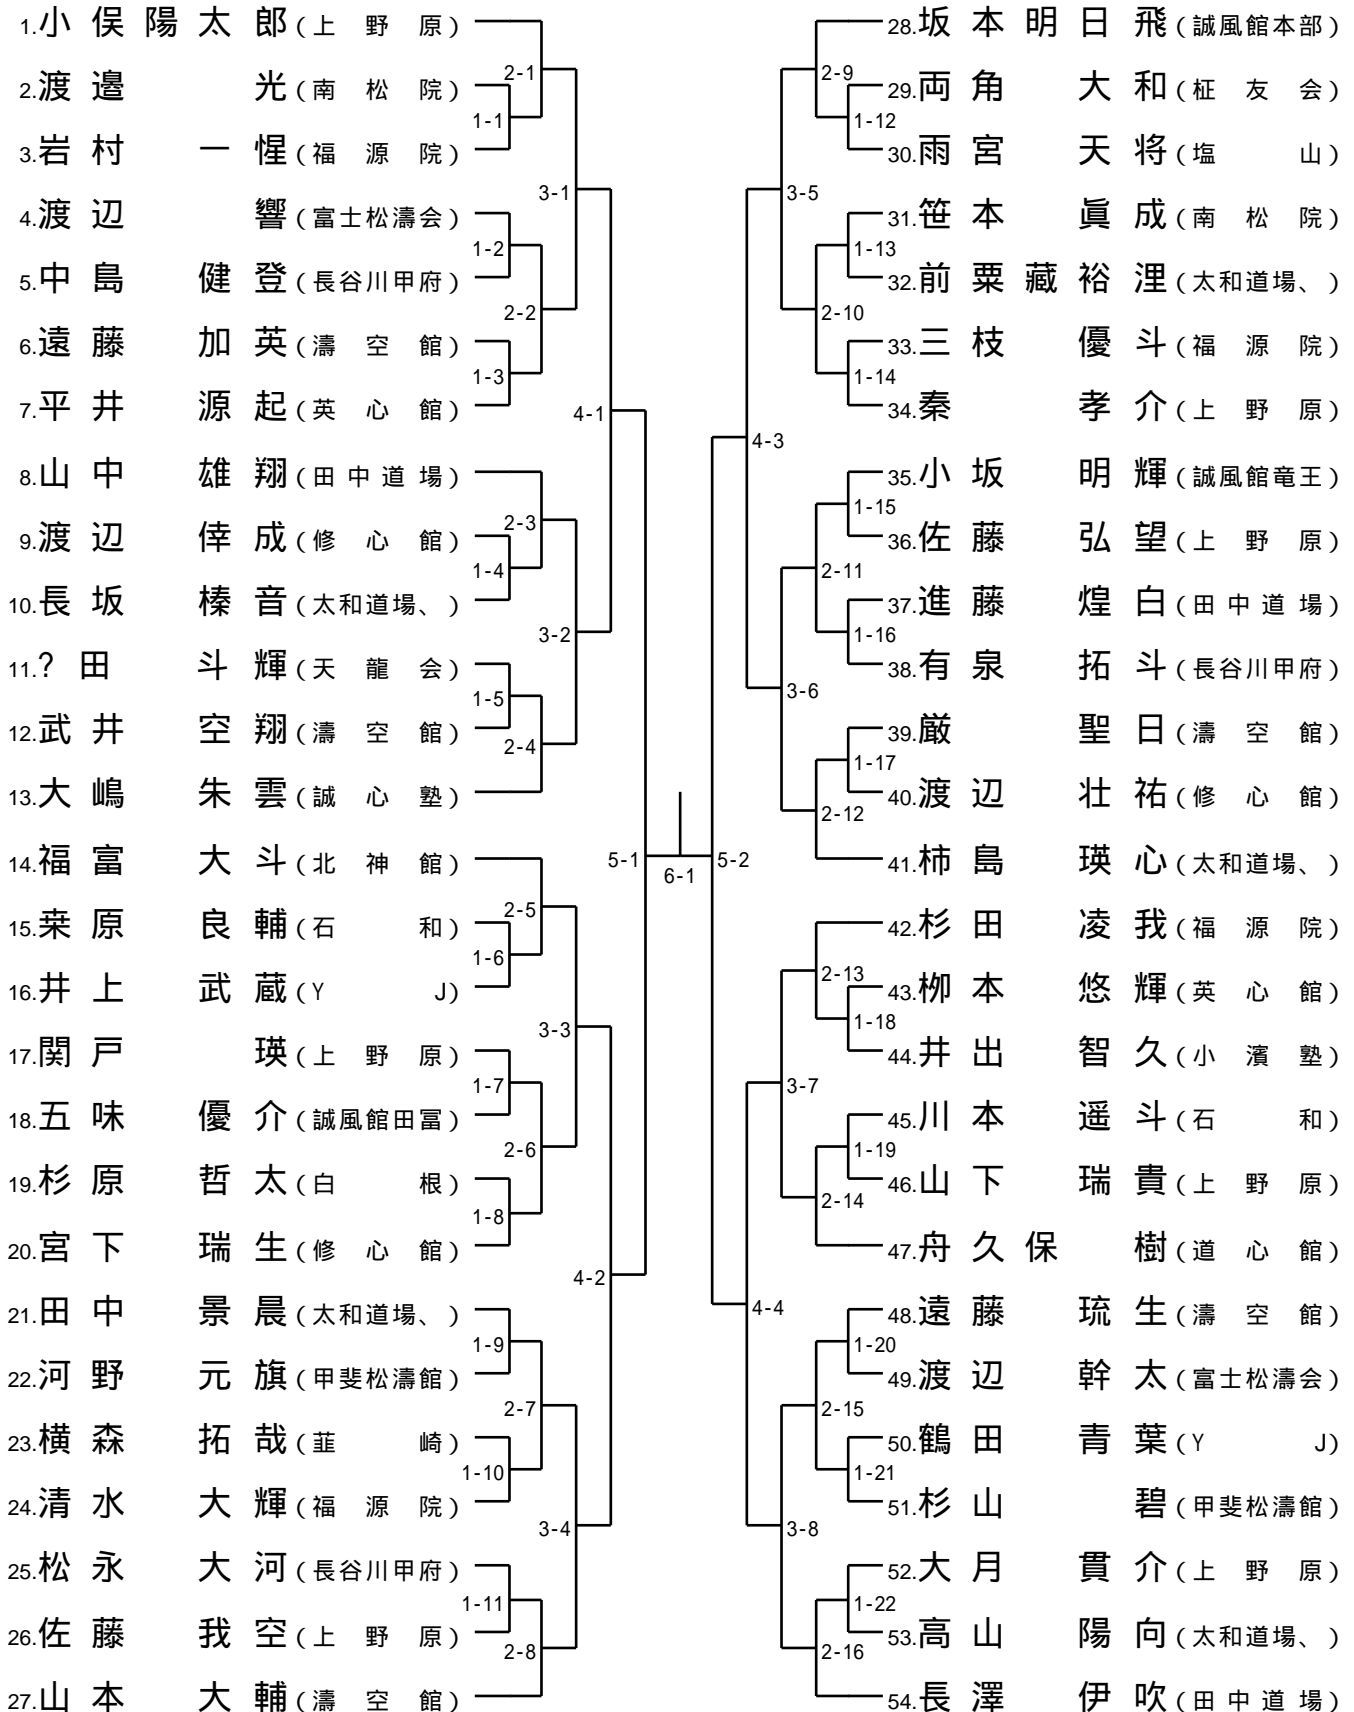 1.小俣陽太郎(上野原)
2.渡邉光(南松院)
3.岩村一惺(福源院)
4.渡辺響(富士松濤会)
5.中島健登(長谷川甲府)
6.遠藤加英(濤空館)
7.平井源起(英心館)
8.山中雄翔(田中道場)
9.渡辺倖成(修心館)
10.長坂榛音(太和道場、)
11.?田斗輝(天龍会)
12.武井空翔(濤空館)
13.大嶋朱雲(誠心塾)
14.福富大斗(北神館)
15.桒原良輔(石和)
16.井上武蔵(YJ)
17.関戸瑛(上野原)
18.五味優介(誠風館田冨)
19.杉原哲太(白根)
20.宮下瑞生(修心館)
21.田中景晨(太和道場、)
22.河野元旗(甲斐松濤館)
23.横森拓哉(韮崎)
24.清水大輝(福源院)
25.松永大河(長谷川甲府)
26.佐藤我空(上野原)
27.山本大輔(濤空館)
2-1
1-1
3-1
1-2
2-2
1-3
4-1
2-3
1-4
3-2
1-5
2-4
5-1
2-5
1-6
3-3
1-7
2-6
1-8
4-2
1-9
2-7
1-10
3-4
1-11
2-8
6-1
28.坂本明日飛(誠風館本部)
29.両角大和(柾友会)
30.雨宮天将(塩山)
31.笹本眞成(南松院)
32.前粟藏裕浬(太和道場、)
33.三枝優斗(福源院)
34.秦孝介(上野原)
35.小坂明輝(誠風館竜王)
36.佐藤弘望(上野原)
37.進藤煌白(田中道場)
38.有泉拓斗(長谷川甲府)
39.厳聖日(濤空館)
40.渡辺壮祐(修心館)
41.柿島瑛心(太和道場、)
42.杉田凌我(福源院)
43.栁本悠輝(英心館)
44.井出智久(小濱塾)
45.川本遥斗(石和)
46.山下瑞貴(上野原)
47.舟久保樹(道心館)
48.遠藤琉生(濤空館)
49.渡辺幹太(富士松濤会)
50.鶴田青葉(YJ)
51.杉山碧(甲斐松濤館)
52.大月貫介(上野原)
53.高山陽向(太和道場、)
54.長澤伊吹(田中道場)
2-9
1-12
3-5
1-13
2-10
1-14
4-3
1-15
2-11
1-16
3-6
1-17
2-12
5-2
2-13
1-18
3-7
1-19
2-14
4-4
1-20
2-15
1-21
3-8
1-22
2-16